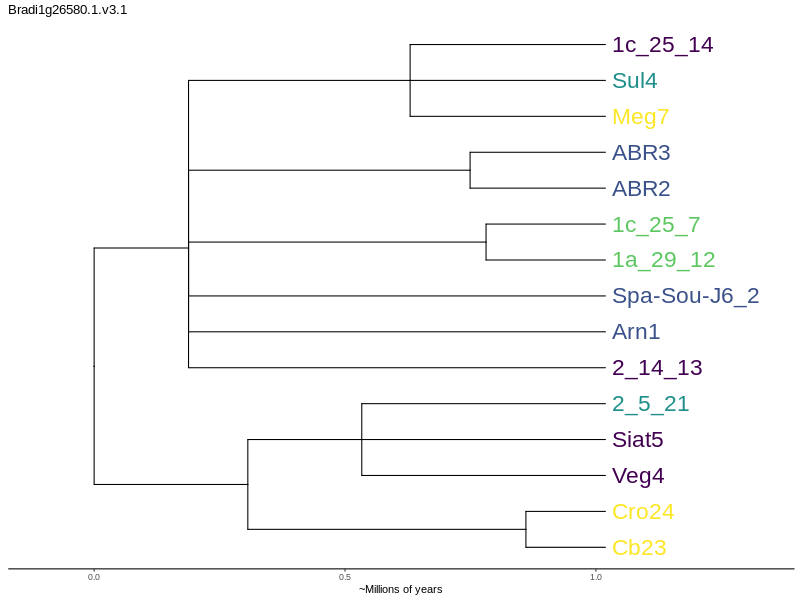 Bradi1g26580.1.v3.1
1c_25_14
Sul4
Meg7
ABR3
ABR2
1c_25_7
1a_29_12
Spa-Sou-J6_2
Arn1
2_14_13
2_5_21
Siat5
Veg4
Cro24
Cb23
0.0 0.5 1.0
~Millions of years